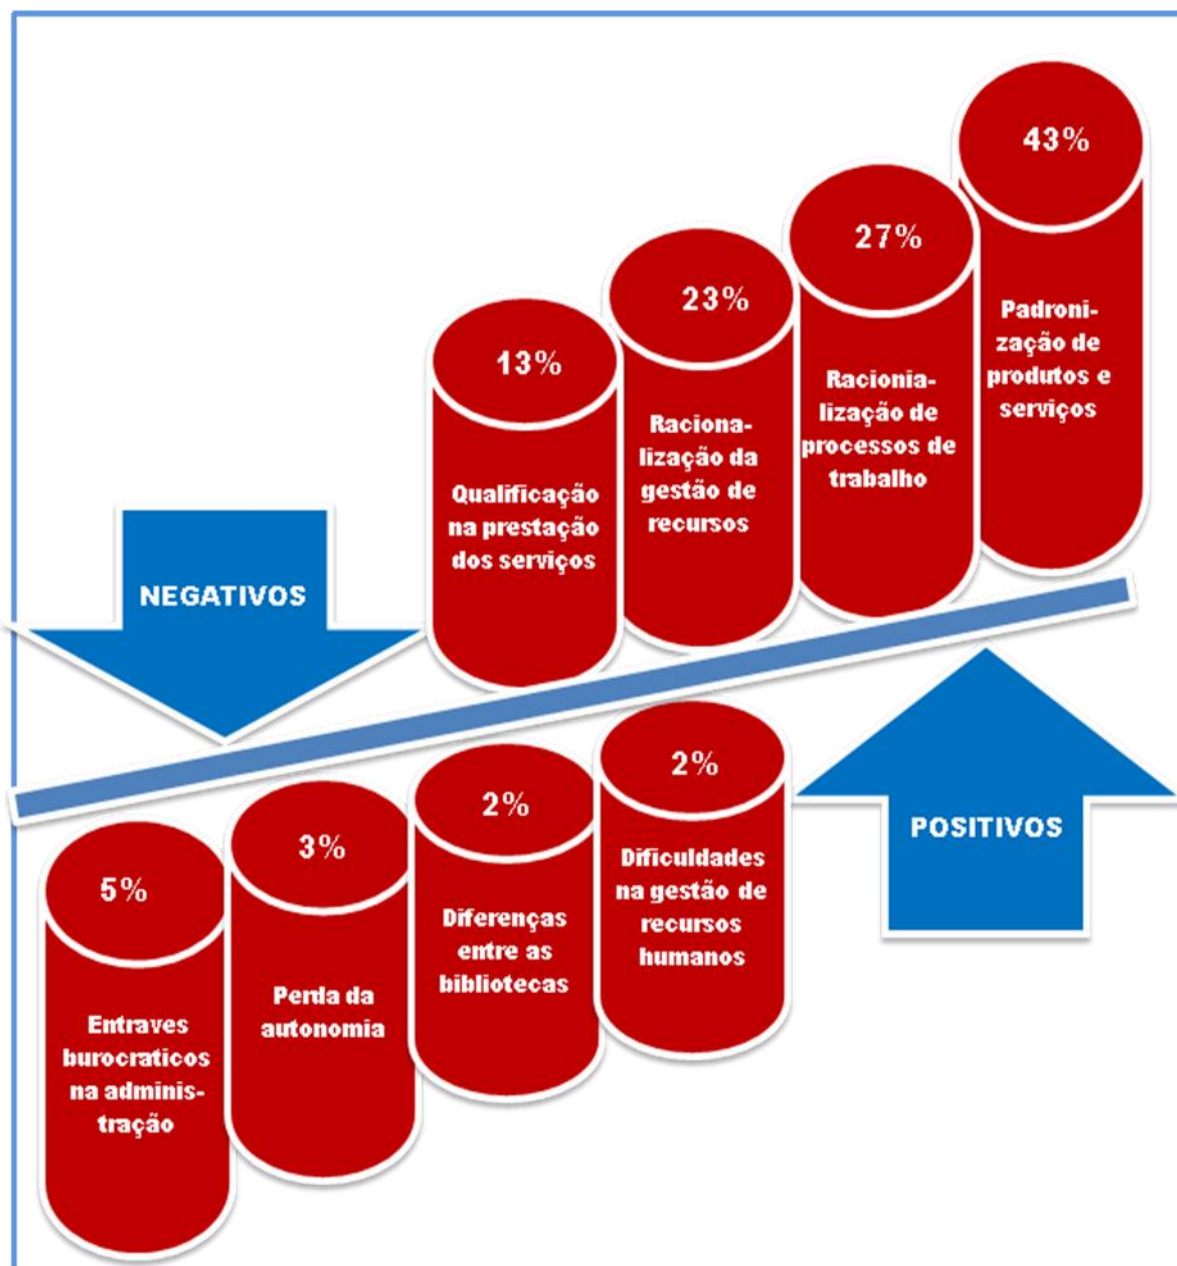 43%
Padroni-
zação de
produtos e
serviços
27%
Racionia-
lização de
processos de
trabalho
23%
Raciona-
lização da
gestão de
recursos
13%
Qualificação
na prestação
dos serviços
NEGATIVOS
POSITIVOS
5%
Entraves
burocraticos
na adminis-
tração
3%
Perda da
autonomia
2%
Diferenças
entre as
bibliotecas
2%
Dificuldades
na gestão de
recursos
humanos